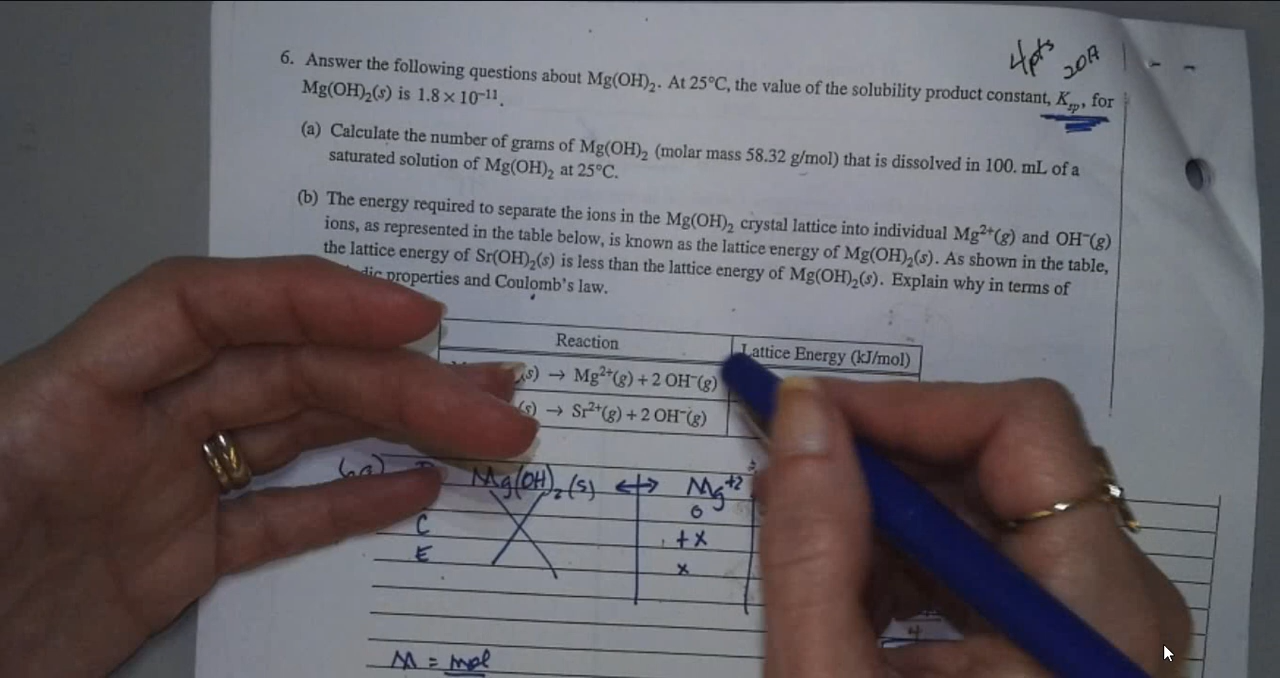 4pts 2017
6. Answer the following questions about Mg(OH)₂. At 25°C, the value of the solubility product constant, Kₛₚ, for
Mg(OH)₂(s) is 1.8 × 10⁻¹¹.
(a) Calculate the number of grams of Mg(OH)₂ (molar mass 58.32 g/mol) that is dissolved in 100. mL of a
saturated solution of Mg(OH)₂ at 25°C.
(b) The energy required to separate the ions in the Mg(OH)₂ crystal lattice into individual Mg²⁺(g) and OH⁻(g)
ions, as represented in the table below, is known as the lattice energy of Mg(OH)₂(s). As shown in the table,
the lattice energy of Sr(OH)₂(s) is less than the lattice energy of Mg(OH)₂(s). Explain why in terms of
dic properties and Coulomb's law.
Reaction Lattice Energy (kJ/mol)
(s) → Mg²⁺(g) + 2 OH⁻(g)
(s) → Sr²⁺(g) + 2 OH⁻(g)
6a) Mg(OH)₂(s) ↔ Mg⁺²
0
C +x
E x
4
M = mol